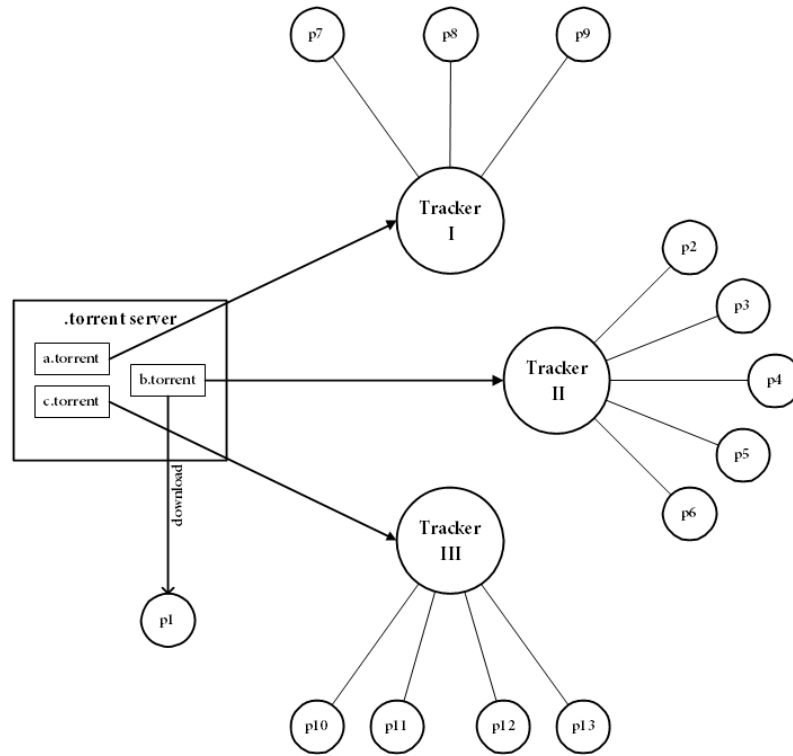 p7
p8
p9
Tracker
I
p2
p3
.torrent server
a.torrent
b.torrent
c.torrent
Tracker
II
p4
p5
p6
download
Tracker
III
p1
p10
p11
p12
p13